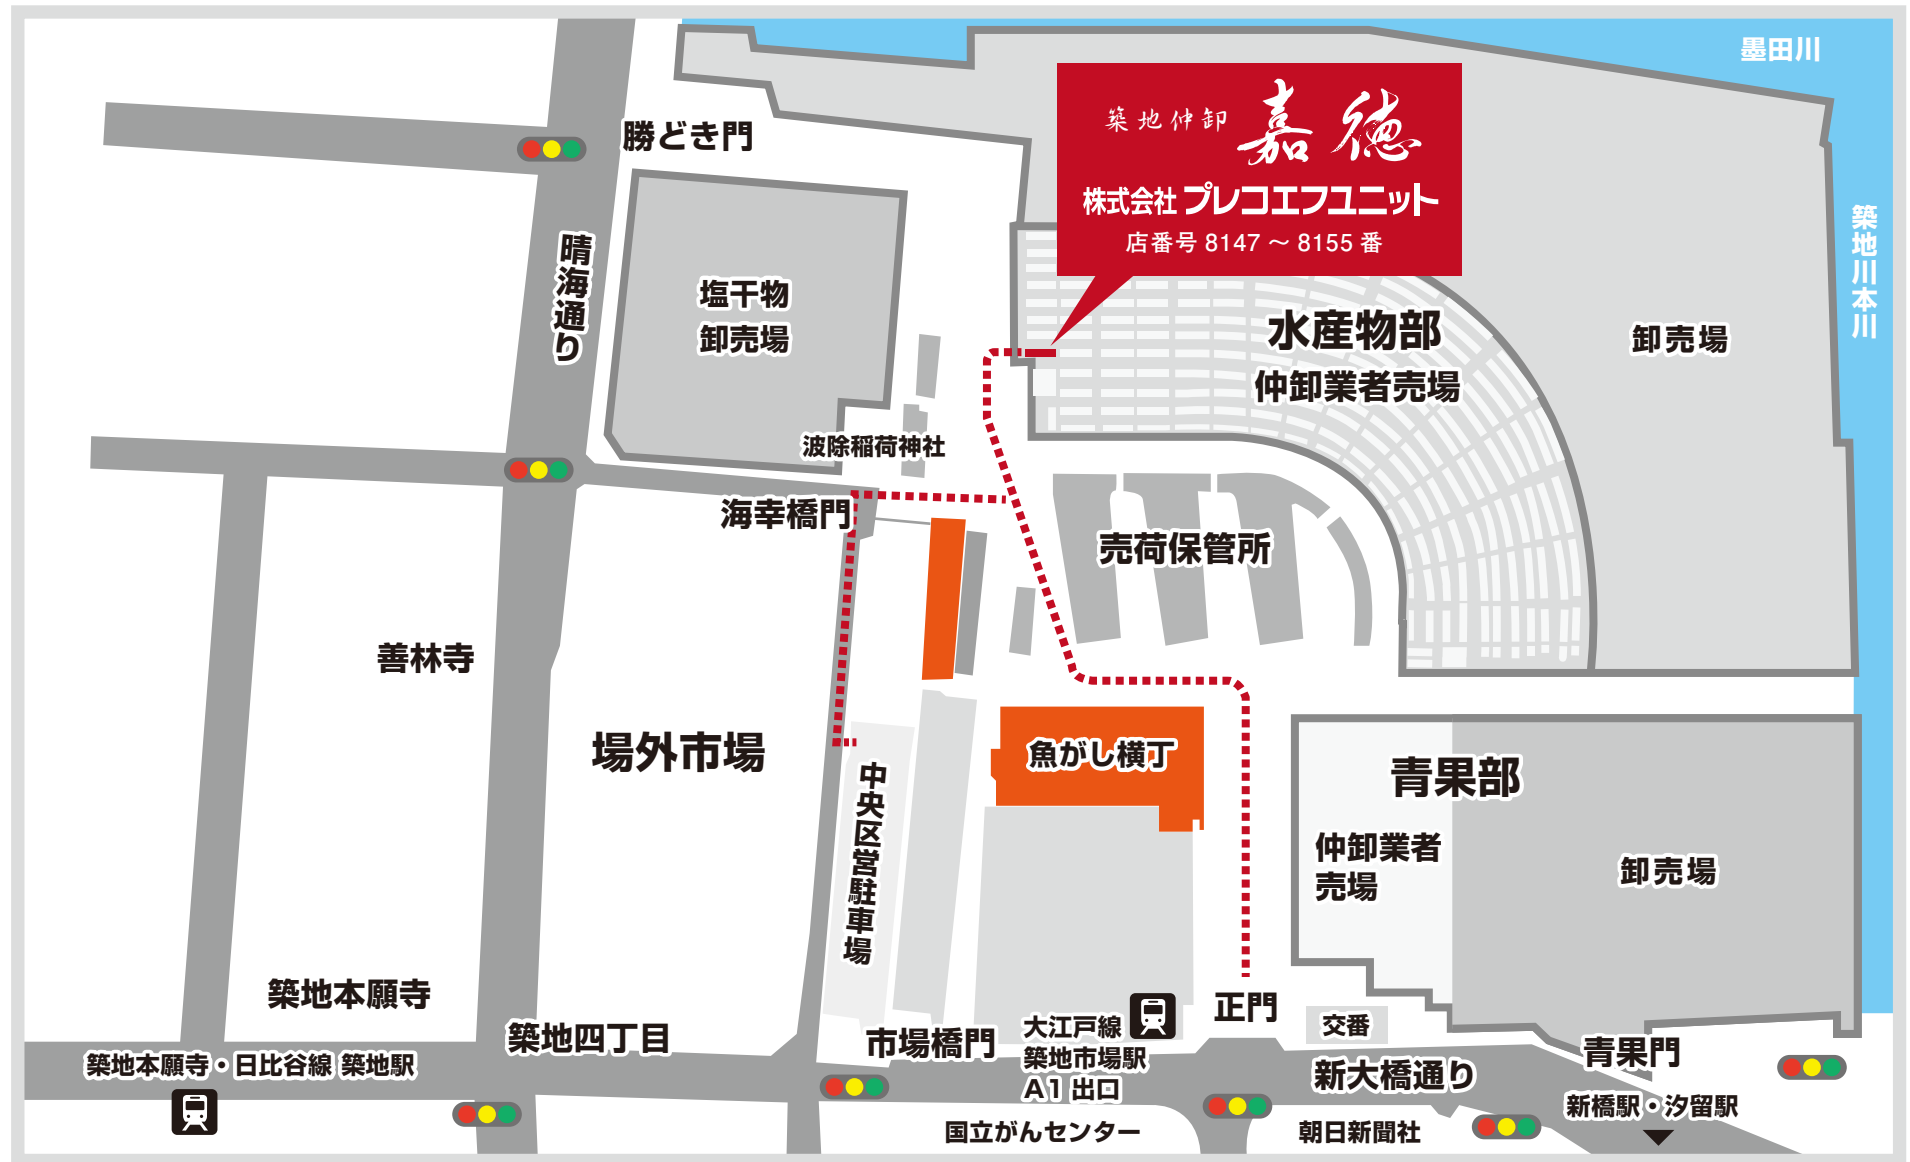 墨田川
築地仲卸 嘉徳
株式会社プレコエフユニット
店番号 8147 〜 8155 番
勝どき門
築地川本川
晴海通り
塩干物
卸売場
水産物部
仲卸業者売場
卸売場
波除稲荷神社
海幸橋門
売荷保管所
善林寺
場外市場
魚がし横丁
中央区営駐車場
青果部
仲卸業者
売場
卸売場
築地本願寺
正門
築地四丁目
市場橋門
大江戸線
築地市場駅
A1 出口
交番
青果門
築地本願寺・日比谷線 築地駅
新大橋通り
新橋駅・汐留駅
国立がんセンター
朝日新聞社